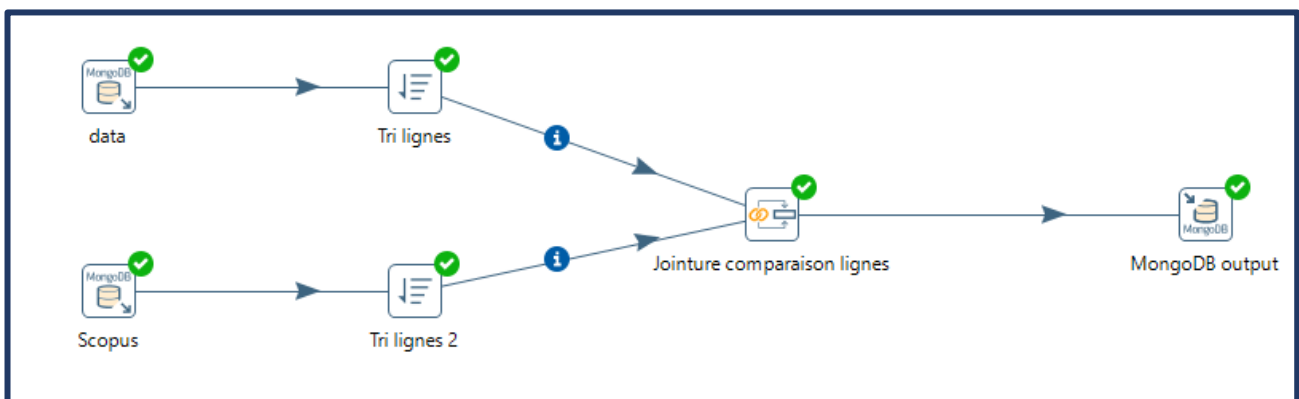 MongoDB
data
Tri lignes
i
MongoDB
Scopus
Tri lignes 2
i
Jointure comparaison lignes
MongoDB
MongoDB output